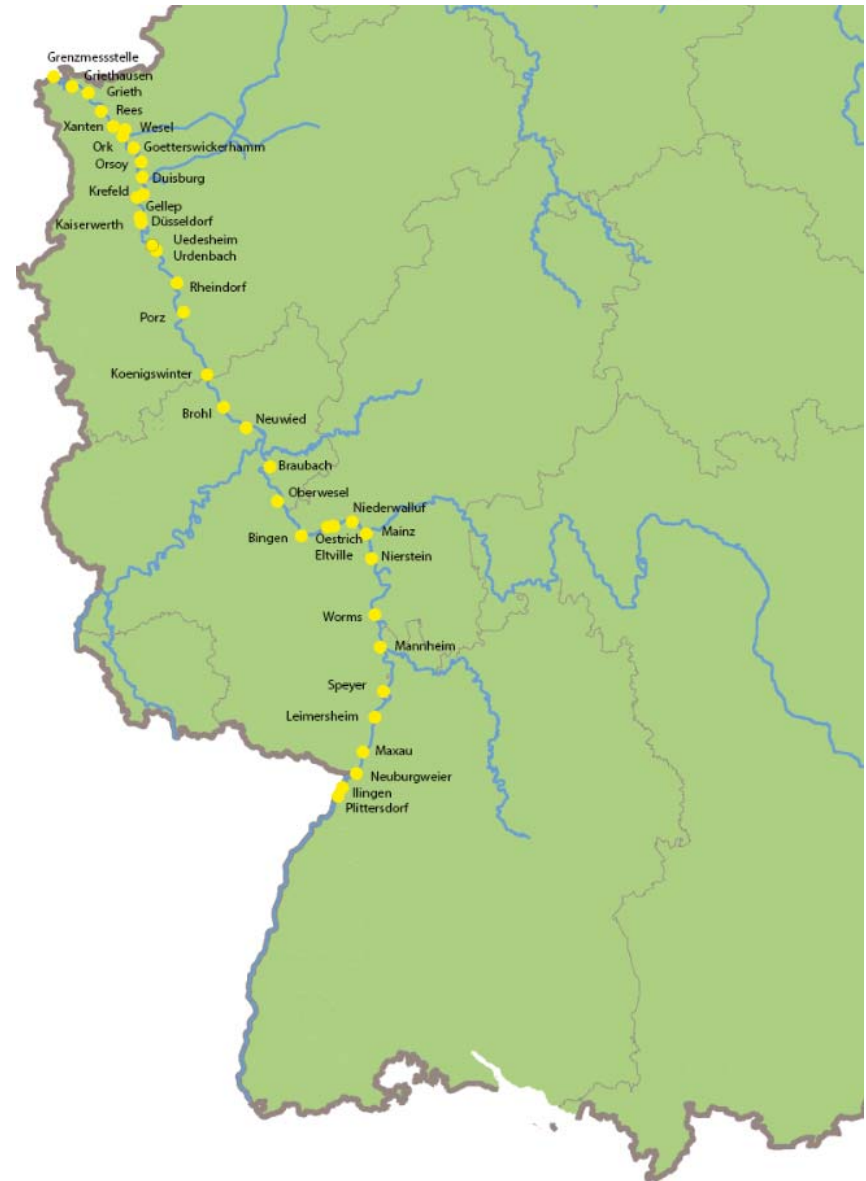 Grenzmessstelle
Griethausen
Grieth
Rees
Xanten
Wesel
Ork
Goetterswickerhamm
Orsoy
Duisburg
Krefeld
Gellep
Kaiserwerth
Düsseldorf
Uedesheim
Urdenbach
Rheindorf
Porz
Koenigswinter
Brohl
Neuwied
Braubach
Oberwesel
Niederwalluf
Bingen
Oestrich
Mainz
Eltville
Nierstein
Worms
Mannheim
Speyer
Leimersheim
Maxau
Neuburgweier
Ilingen
Plittersdorf